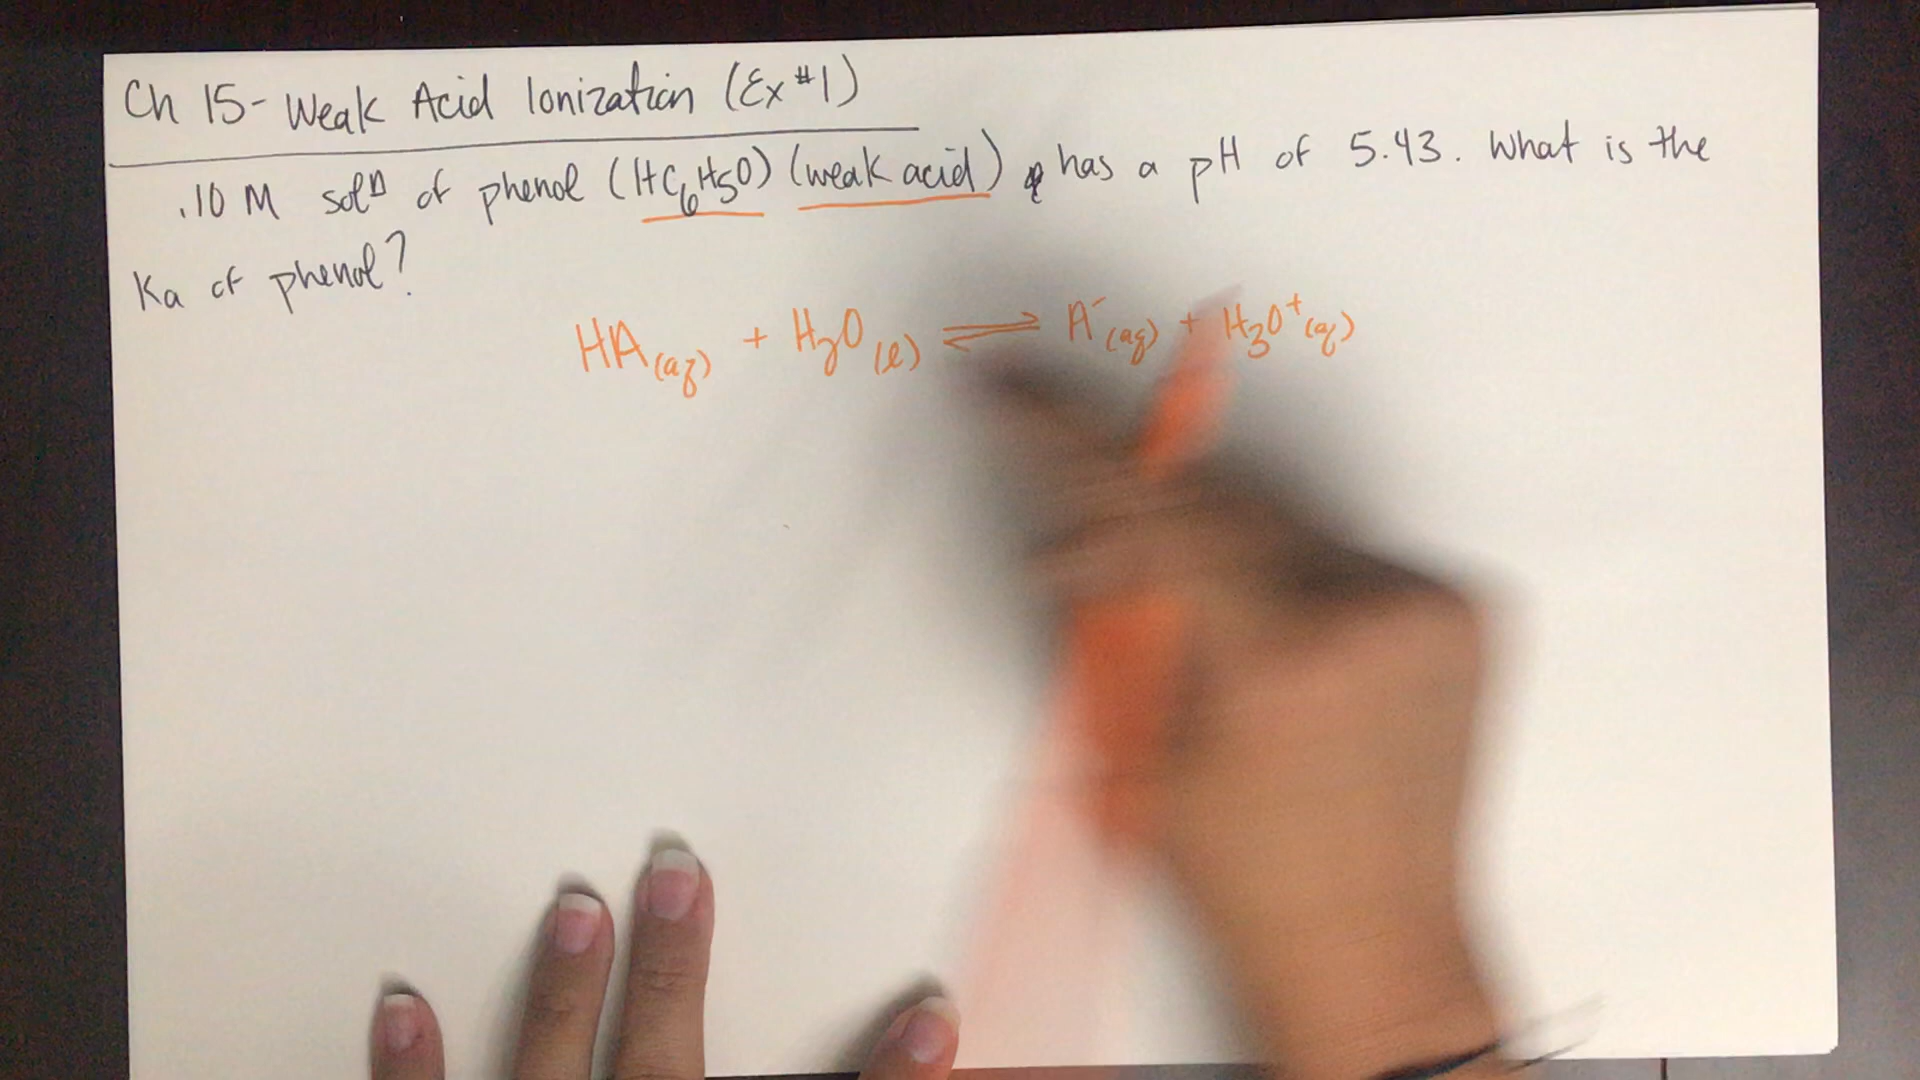 Ch 15 - Weak Acid Ionization (Ex #1)
.10 M solⁿ of phenol (HC₆H5O) (weak acid) has a pH of 5.43. What is the
Ka of phenol?
HA(aq) + H₂O(l) ⇌ A⁻(aq) + H₃O⁺(aq)